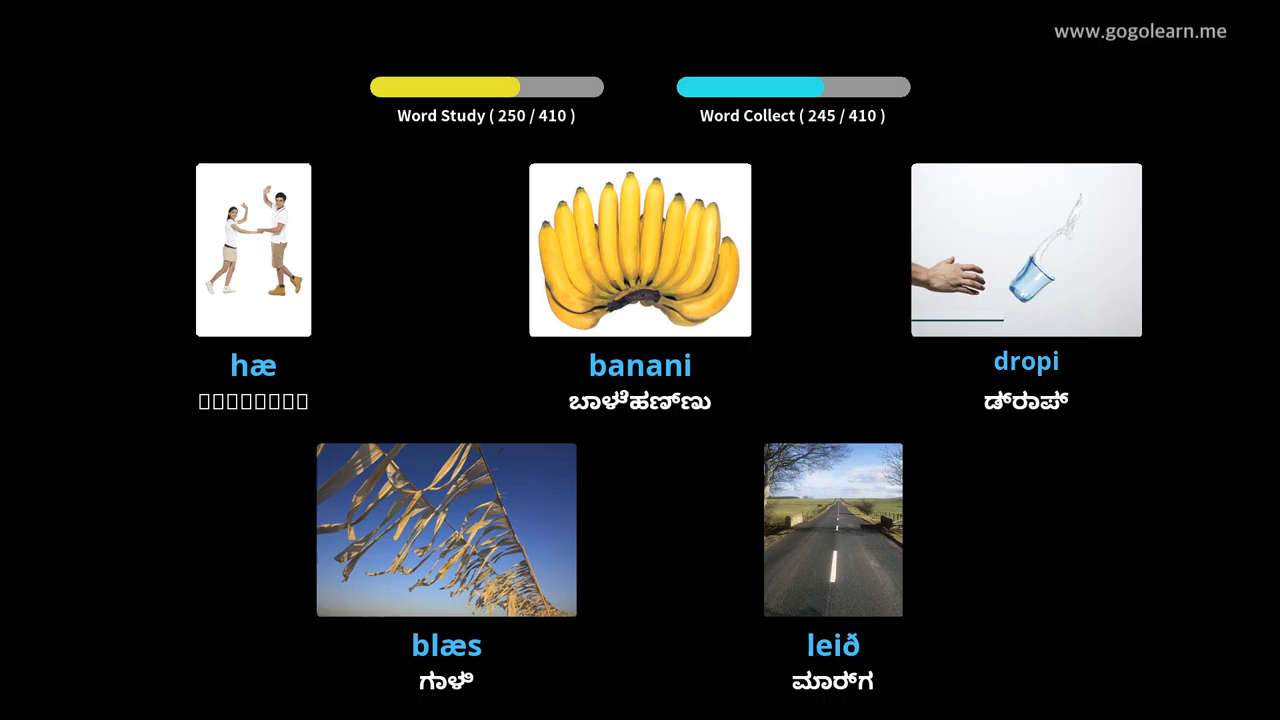 www.gogolearn.me
Word Study ( 250 / 410 )
Word Collect ( 245 / 410 )
hæ
banani
ಬಾಳೆಹಣ್ಣು
dropi
ಡ್ರಾಪ್
blæs
ಗಾಳಿ
leið
ಮಾರ್ಗ